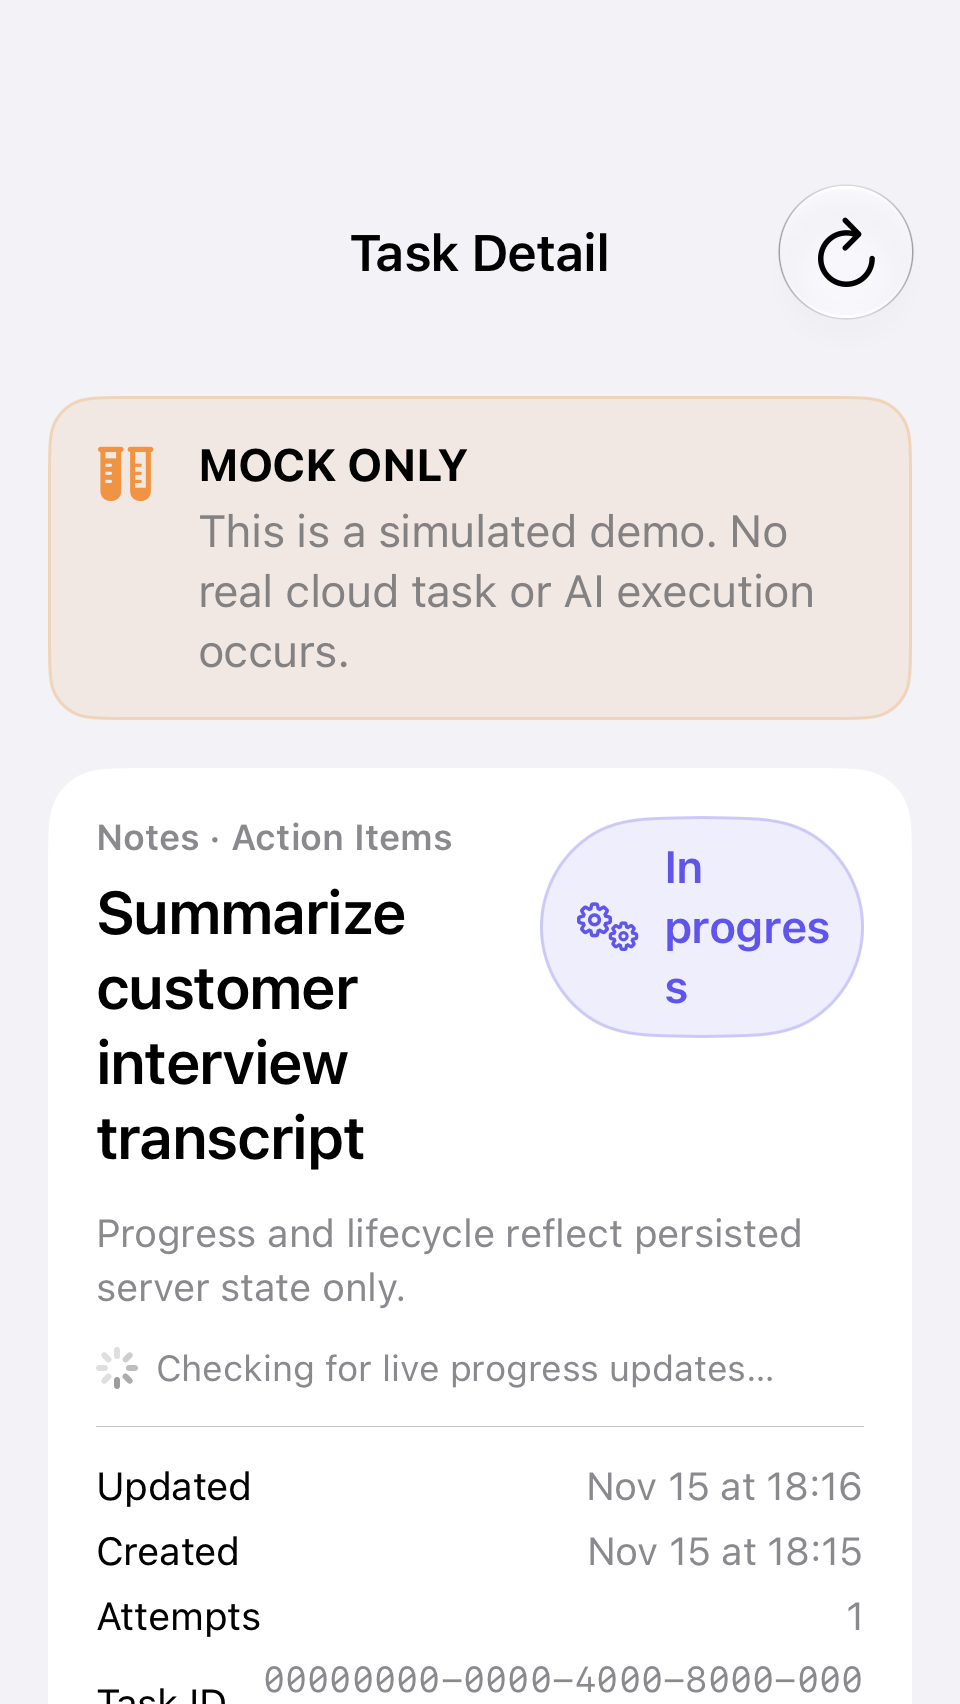 Task Detail
MOCK ONLY
This is a simulated demo. No
real cloud task or AI execution
occurs.
Notes · Action Items
Summarize
customer
interview
transcript
In
progres
s
Progress and lifecycle reflect persisted
server state only.
Checking for live progress updates...
Updated Nov 15 at 18:16
Created Nov 15 at 18:15
Attempts 1
Task ID 00000000-0000-4000-8000-000